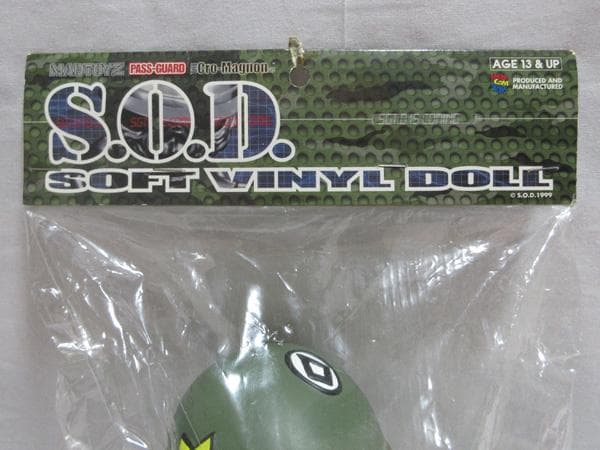 MADTOYZ PASS-GUARD Cro-Magnon
AGE 13 & UP
PRODUCED AND
MANUFACTURED
S.O.D.
SOFT VINYL DOLL
© S.O.D.1999